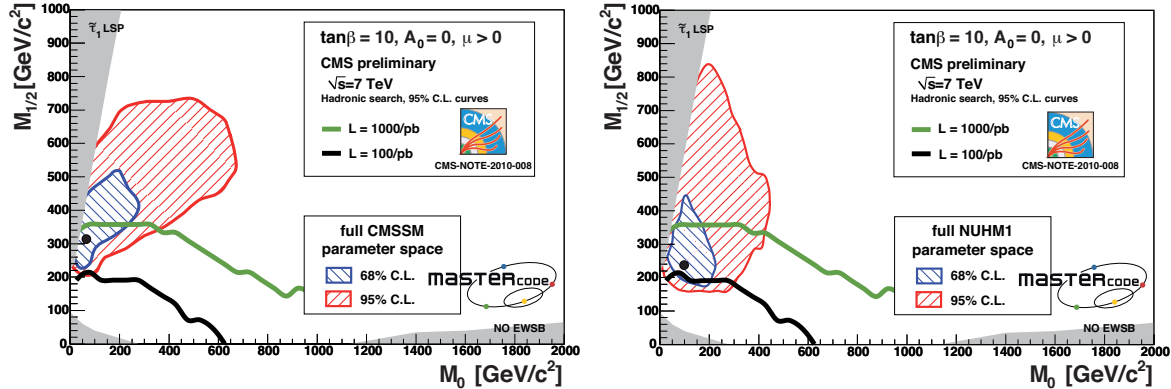 M1/2 [GeV/c²]
1000
900
800
700
600
500
400
300
200
100
0
τ̃₁ LSP
tanβ = 10, A₀ = 0, μ > 0
CMS preliminary
√s=7 TeV
Hadronic search, 95% C.L. curves
L = 1000/pb
L = 100/pb
CMS
CMS-NOTE-2010-008
full CMSSM
parameter space
68% C.L.
95% C.L.
MASTERCODE
NO EWSB
0 200 400 600 800 1000 1200 1400 1600 1800 2000
M₀ [GeV/c²]
M1/2 [GeV/c²]
1000
900
800
700
600
500
400
300
200
100
0
τ̃₁ LSP
tanβ = 10, A₀ = 0, μ > 0
CMS preliminary
√s=7 TeV
Hadronic search, 95% C.L. curves
L = 1000/pb
L = 100/pb
CMS
CMS-NOTE-2010-008
full NUHM1
parameter space
68% C.L.
95% C.L.
MASTERCODE
NO EWSB
0 200 400 600 800 1000 1200 1400 1600 1800 2000
M₀ [GeV/c²]